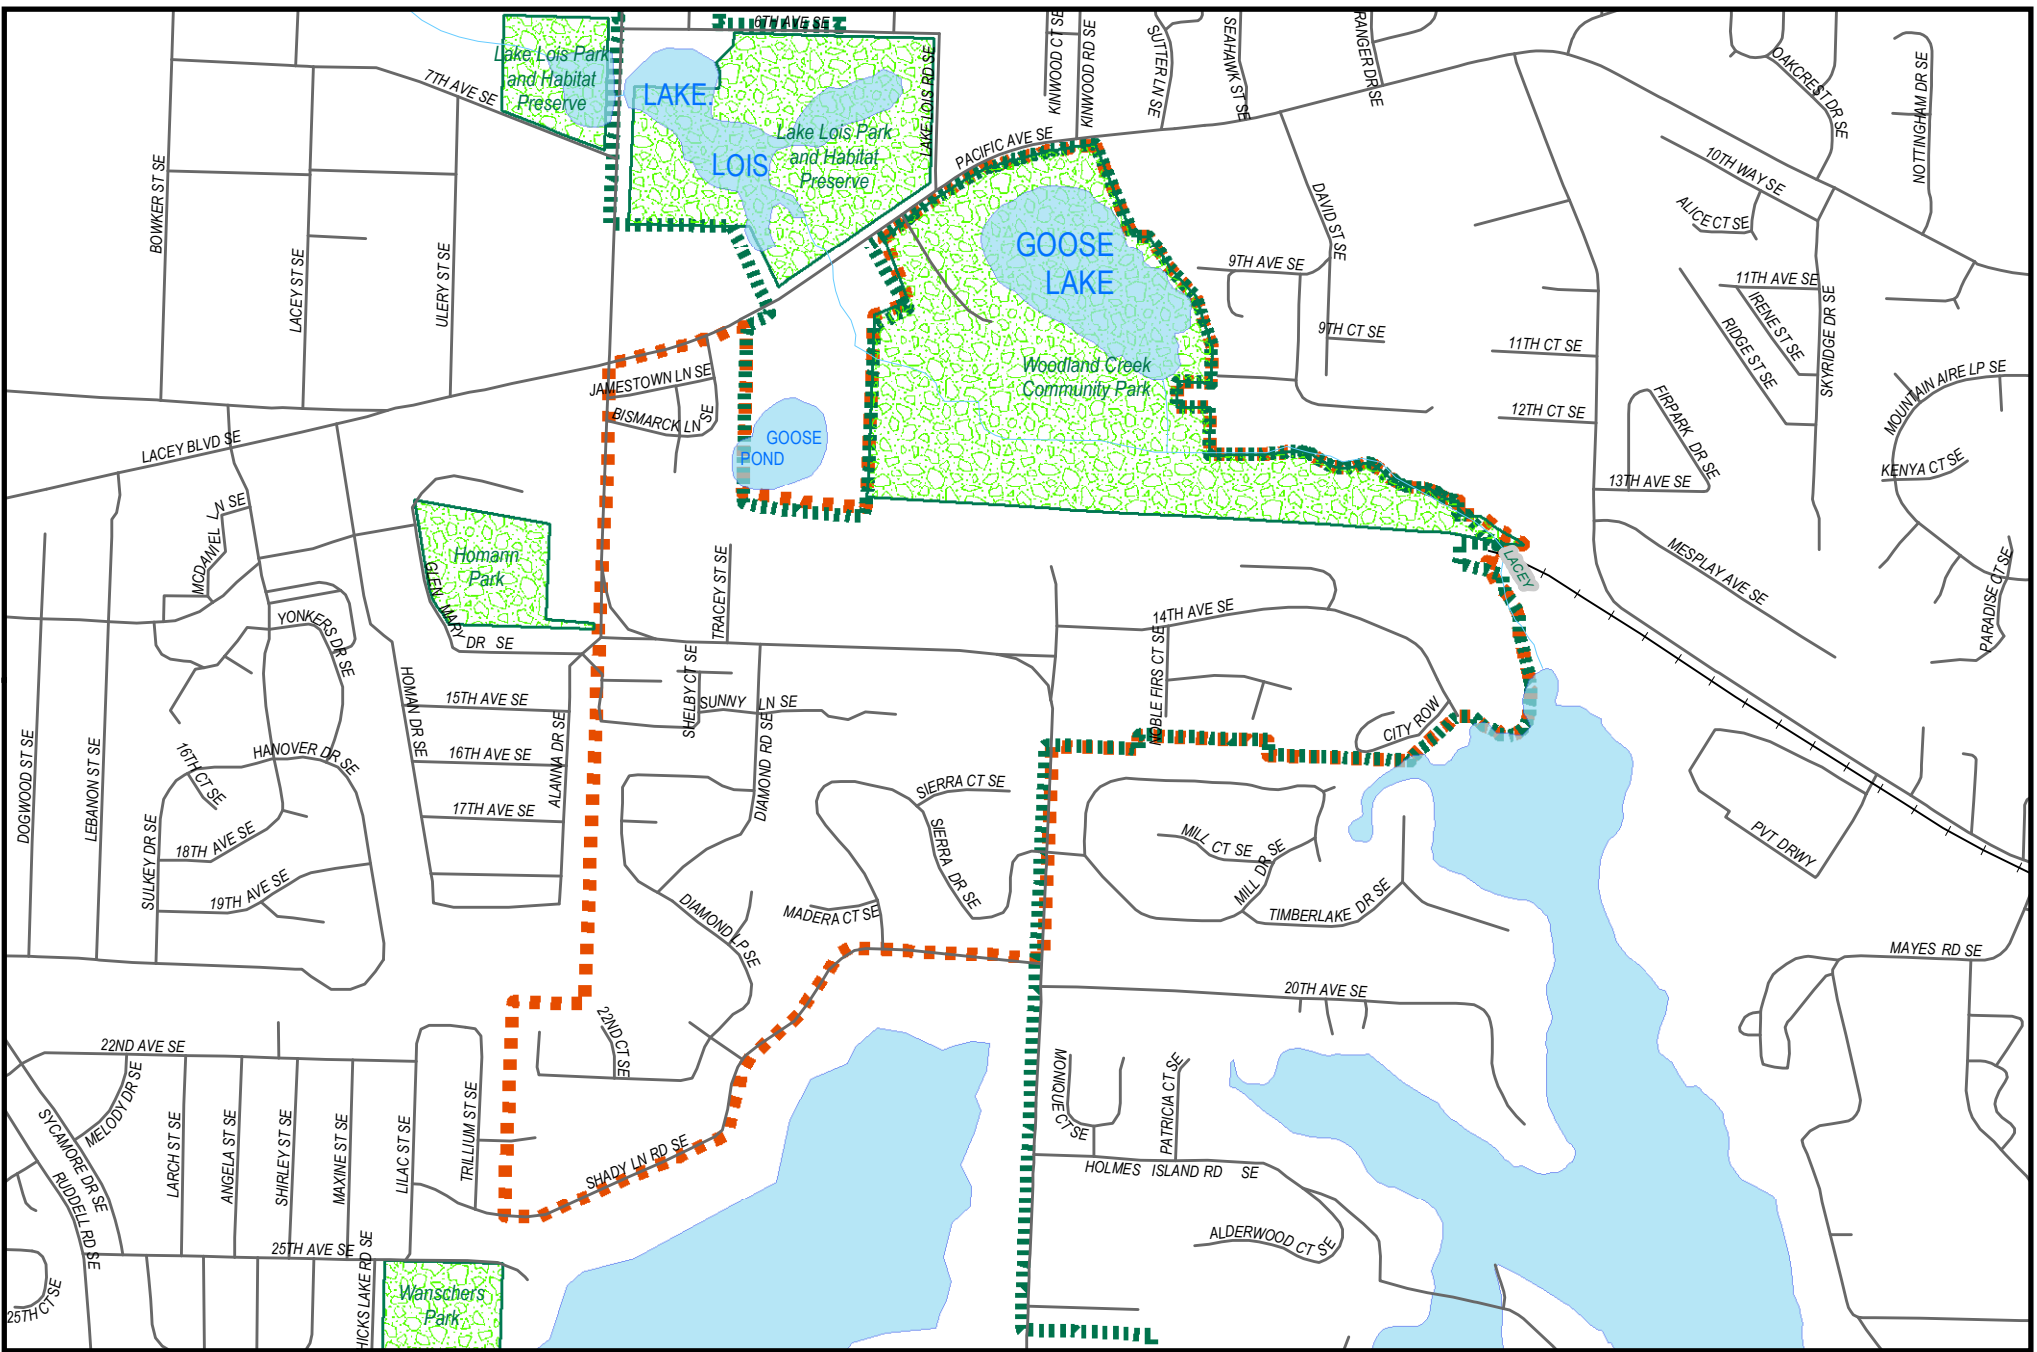 6TH AVE SE
Lake Lois Park
and Habitat
Preserve
7TH AVE SE
LAKE.
LOIS
Lake Lois Park
and Habitat
Preserve
LAKE LOIS RD SE
KINWOOD CT SE
KINWOOD RD SE
SUTTER LN SE
SEAHAWK ST SE
RANGER DR SE
OAKCREST DR SE
NOTTINGHAM DR SE
PACIFIC AVE SE
10TH WAY SE
ALICE CT SE
BOWKER ST SE
LACEY ST SE
ULERY ST SE
GOOSE
LAKE
DAVID ST SE
9TH AVE SE
9TH CT SE
11TH AVE SE
IRENE ST SE
RIDGE ST SE
SKYRIDGE DR SE
11TH CT SE
12TH CT SE
MOUNTAIN AIRE LP SE
Woodland Creek
Community Park
JAMESTOWN LN SE
BISMARCK LN SE
GOOSE
POND
LACEY BLVD SE
FIRPARK DR SE
KENYA CT SE
13TH AVE SE
MCDANIEL LN SE
Homann
Park
GLEN MARY
DR SE
TRACEY ST SE
LACEY
MESPLAY AVE SE
PARADISE CT SE
14TH AVE SE
YONKERS DR SE
NOBLE FIRS CT SE
HOMAN DR SE
15TH AVE SE
SHELBY CT SE
SUNNY LN SE
DIAMOND RD SE
CITY ROW
DOGWOOD ST SE
LEBANON ST SE
16TH CT SE
HANOVER DR SE
16TH AVE SE
ALANNA DR SE
17TH AVE SE
SIERRA CT SE
SIERRA DR SE
SULKEY DR SE
18TH AVE SE
19TH AVE SE
MILL CT SE
MILL DR SE
TIMBERLAKE DR SE
PVT DRWY
DIAMOND LP SE
MADERA CT SE
MAYES RD SE
20TH AVE SE
22ND CT SE
22ND AVE SE
MELODY DR SE
SYCAMORE DR SE
RUDDELL RD SE
LARCH ST SE
ANGELA ST SE
SHIRLEY ST SE
MAXINE ST SE
LILAC ST SE
TRILLIUM ST SE
SHADY LN RD SE
MONIQUE CT SE
PATRICIA CT SE
HOLMES ISLAND RD SE
ALDERWOOD CT SE
25TH AVE SE
25TH CT SE
HICKS LAKE RD SE
Wanschers
Park